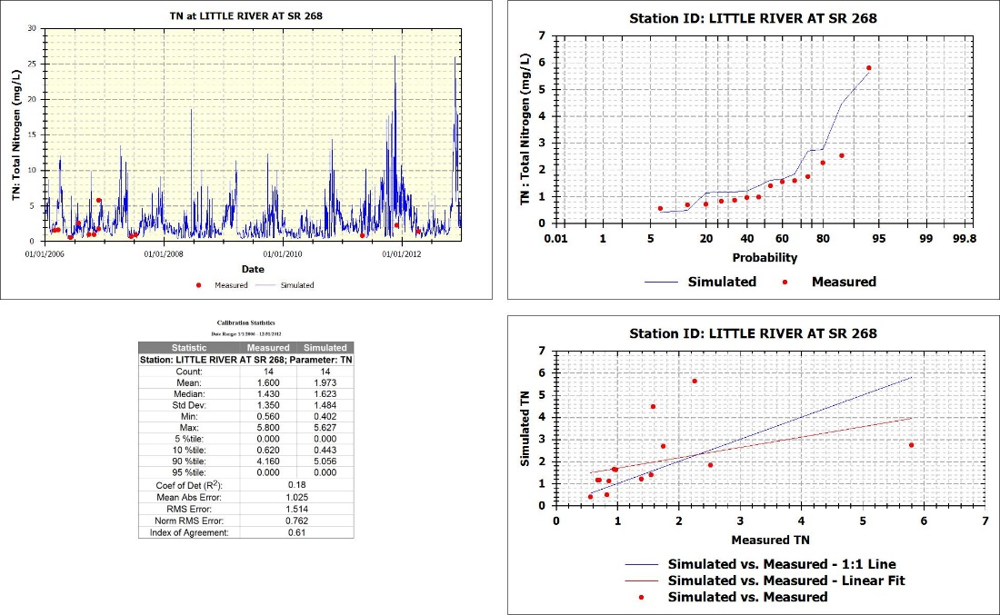 TN at LITTLE RIVER AT SR 268
TN: Total Nitrogen (mg/L)
30
25
20
15
10
5
0
01/01/2006 01/01/2008 01/01/2010 01/01/2012
Date
Measured Simulated
Station ID: LITTLE RIVER AT SR 268
TN : Total Nitrogen (mg/L)
7
6
5
4
3
2
1
0
0.01 1 5 20 40 60 80 95 99 99.8
Probability
Simulated Measured
Calibration Statistics
Date Range: 1/1/2006 - 12/31/2012
Statistic Measured Simulated
Station: LITTLE RIVER AT SR 268; Parameter: TN
Count: 14 14
Mean: 1.600 1.973
Median: 1.430 1.623
Std Dev: 1.350 1.484
Min: 0.560 0.402
Max: 5.800 5.627
5 %tile: 0.000 0.000
10 %tile: 0.620 0.443
90 %tile: 4.160 5.056
95 %tile: 0.000 0.000
Coef of Det (R²): 0.18
Mean Abs Error: 1.025
RMS Error: 1.514
Norm RMS Error: 0.762
Index of Agreement: 0.61
Station ID: LITTLE RIVER AT SR 268
Simulated TN
7
6
5
4
3
2
1
0
0 1 2 3 4 5 6 7
Measured TN
Simulated vs. Measured - 1:1 Line
Simulated vs. Measured - Linear Fit
Simulated vs. Measured